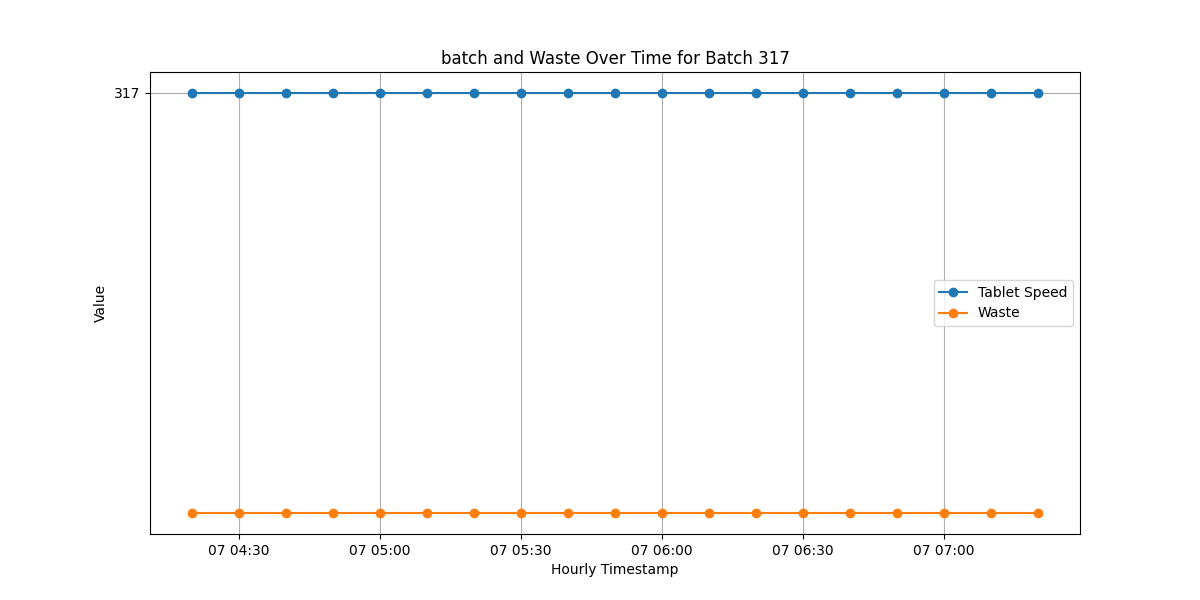 batch and Waste Over Time for Batch 317
317
Value
Tablet Speed
Waste
07 04:30 07 05:00 07 05:30 07 06:00 07 06:30 07 07:00
Hourly Timestamp